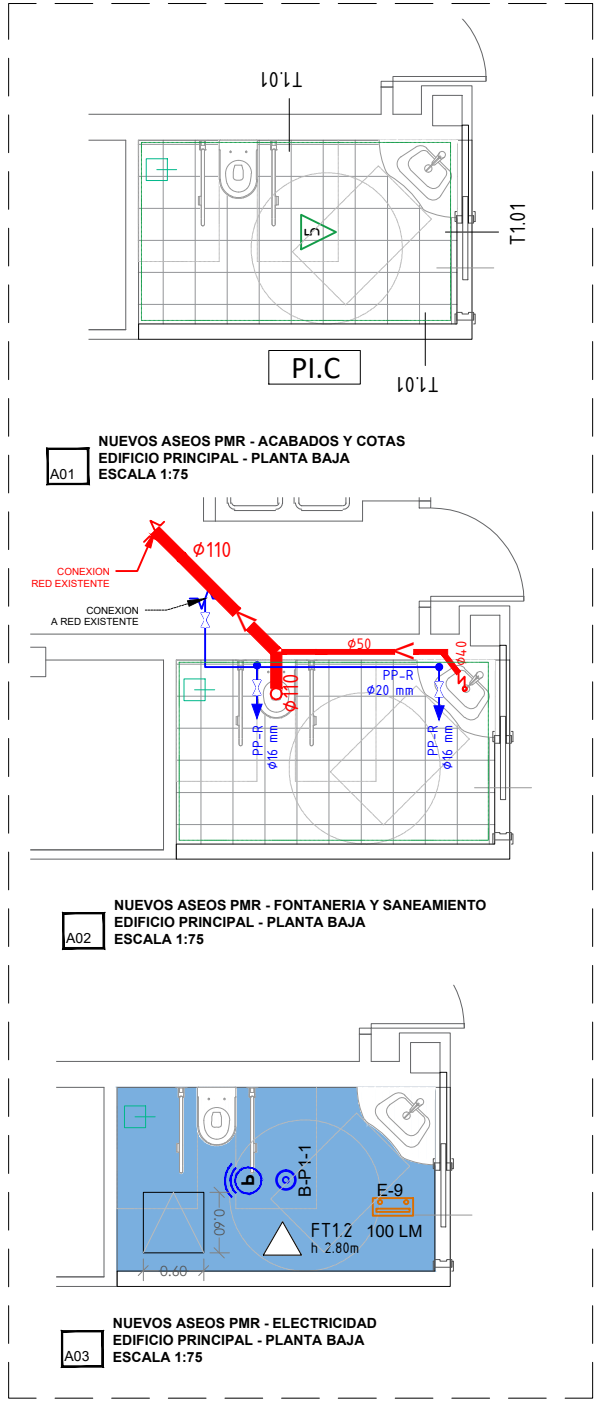 T1.01
T1.01
5
PI.C
T1.01
A01
NUEVOS ASEOS PMR - ACABADOS Y COTAS
EDIFICIO PRINCIPAL - PLANTA BAJA
ESCALA 1:75
ø110
CONEXION
RED EXISTENTE
CONEXION
A RED EXISTENTE
ø50
ø40
PP-R
ø20 mm
ø110
PP-R
ø16 mm
PP-R
ø16 mm
A02
NUEVOS ASEOS PMR - FONTANERIA Y SANEAMIENTO
EDIFICIO PRINCIPAL - PLANTA BAJA
ESCALA 1:75
b
B-P1-1
E-9
100 LM
0.60
FT1.2
h 2.80m
0.60
A03
NUEVOS ASEOS PMR - ELECTRICIDAD
EDIFICIO PRINCIPAL - PLANTA BAJA
ESCALA 1:75